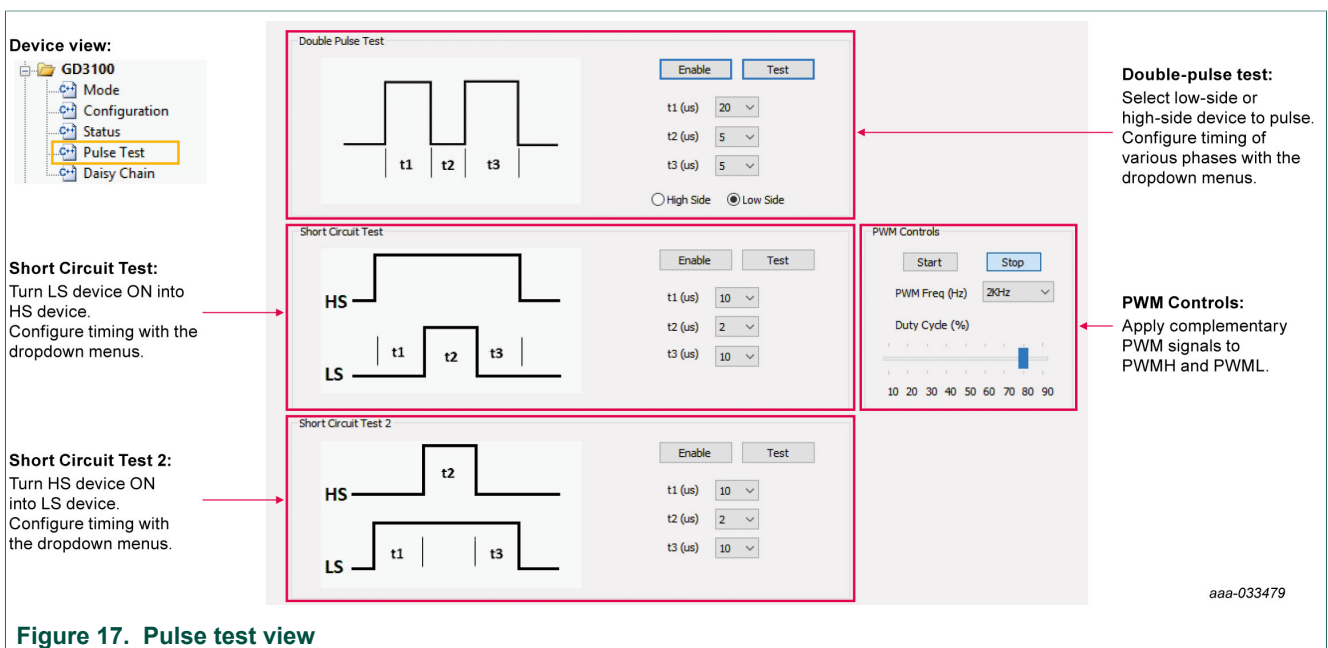 Device view:
GD3100
Mode
Configuration
Status
Pulse Test
Daisy Chain
Short Circuit Test:
Turn LS device ON into
HS device.
Configure timing with the
dropdown menus.
Short Circuit Test 2:
Turn HS device ON
into LS device.
Configure timing with
the dropdown menus.
Double Pulse Test
t1 t2 t3
Enable Test
t1 (us) 20
t2 (us) 5
t3 (us) 5
High Side Low Side
Short Circuit Test
HS
t1 t2 t3
LS
Enable Test
t1 (us) 10
t2 (us) 2
t3 (us) 10
Short Circuit Test 2
t2
HS
t1 t3
LS
Enable Test
t1 (us) 10
t2 (us) 2
t3 (us) 10
PWM Controls
Start Stop
PWM Freq (Hz) 2KHz
Duty Cycle (%)
10 20 30 40 50 60 70 80 90
Double-pulse test:
Select low-side or
high-side device to pulse.
Configure timing of
various phases with the
dropdown menus.
PWM Controls:
Apply complementary
PWM signals to
PWMH and PWML.
aaa-033479
Figure 17. Pulse test view